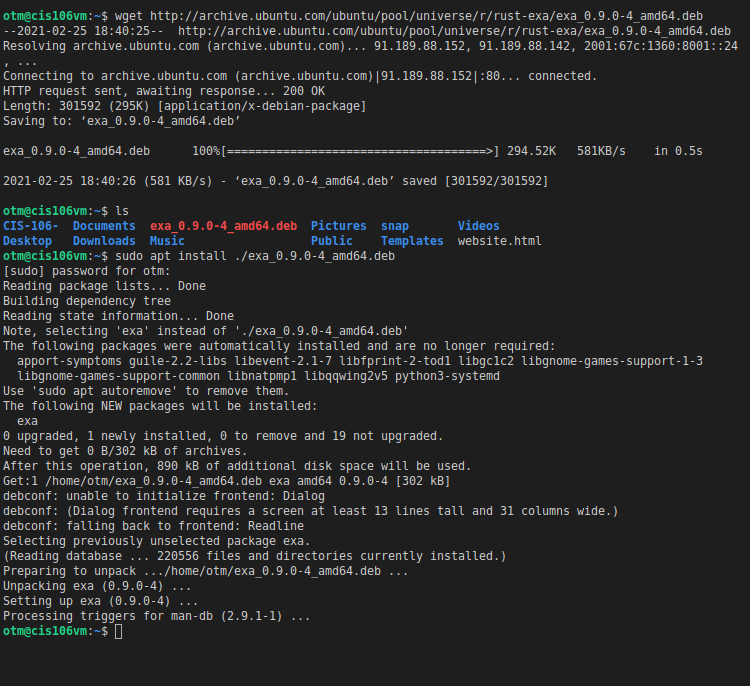 otm@cis106vm:~$ wget http://archive.ubuntu.com/ubuntu/pool/universe/r/rust-exa/exa_0.9.0-4_amd64.deb
--2021-02-25 18:40:25--  http://archive.ubuntu.com/ubuntu/pool/universe/r/rust-exa/exa_0.9.0-4_amd64.deb
Resolving archive.ubuntu.com (archive.ubuntu.com)... 91.189.88.152, 91.189.88.142, 2001:67c:1360:8001::24
, ...
Connecting to archive.ubuntu.com (archive.ubuntu.com)|91.189.88.152|:80... connected.
HTTP request sent, awaiting response... 200 OK
Length: 301592 (295K) [application/x-debian-package]
Saving to: ‘exa_0.9.0-4_amd64.deb’

exa_0.9.0-4_amd64.deb      100%[=====================================>] 294.52K   581KB/s    in 0.5s

2021-02-25 18:40:26 (581 KB/s) - ‘exa_0.9.0-4_amd64.deb’ saved [301592/301592]

otm@cis106vm:~$ ls
CIS-106-  Documents  exa_0.9.0-4_amd64.deb  Pictures  snap       Videos
Desktop   Downloads  Music                  Public    Templates  website.html
otm@cis106vm:~$ sudo apt install ./exa_0.9.0-4_amd64.deb
[sudo] password for otm:
Reading package lists... Done
Building dependency tree
Reading state information... Done
Note, selecting 'exa' instead of './exa_0.9.0-4_amd64.deb'
The following packages were automatically installed and are no longer required:
  apport-symptoms guile-2.2-libs libevent-2.1-7 libfprint-2-tod1 libgc1c2 libgnome-games-support-1-3
  libgnome-games-support-common libnatpmp1 libqqwing2v5 python3-systemd
Use 'sudo apt autoremove' to remove them.
The following NEW packages will be installed:
  exa
0 upgraded, 1 newly installed, 0 to remove and 19 not upgraded.
Need to get 0 B/302 kB of archives.
After this operation, 890 kB of additional disk space will be used.
Get:1 /home/otm/exa_0.9.0-4_amd64.deb exa amd64 0.9.0-4 [302 kB]
debconf: unable to initialize frontend: Dialog
debconf: (Dialog frontend requires a screen at least 13 lines tall and 31 columns wide.)
debconf: falling back to frontend: Readline
Selecting previously unselected package exa.
(Reading database ... 220556 files and directories currently installed.)
Preparing to unpack .../home/otm/exa_0.9.0-4_amd64.deb ...
Unpacking exa (0.9.0-4) ...
Setting up exa (0.9.0-4) ...
Processing triggers for man-db (2.9.1-1) ...
otm@cis106vm:~$